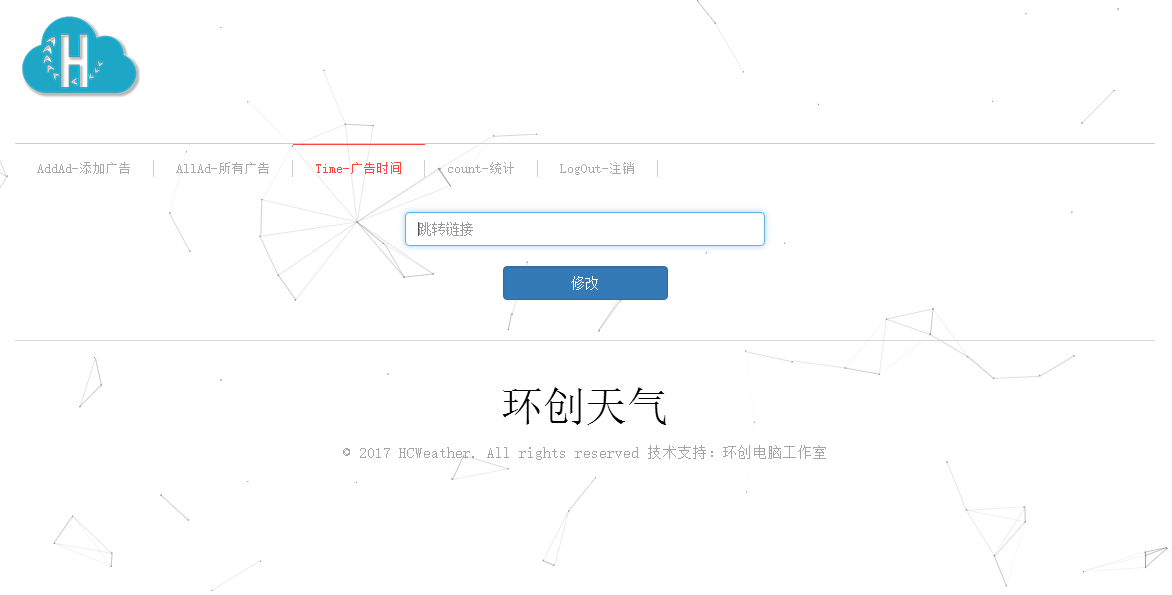 H
AddAd-添加广告 AllAd-所有广告 Time-广告时间 count-统计 LogOut-注销
跳转链接
修改
环创天气
© 2017 HCWeather. All rights reserved 技术支持：环创电脑工作室